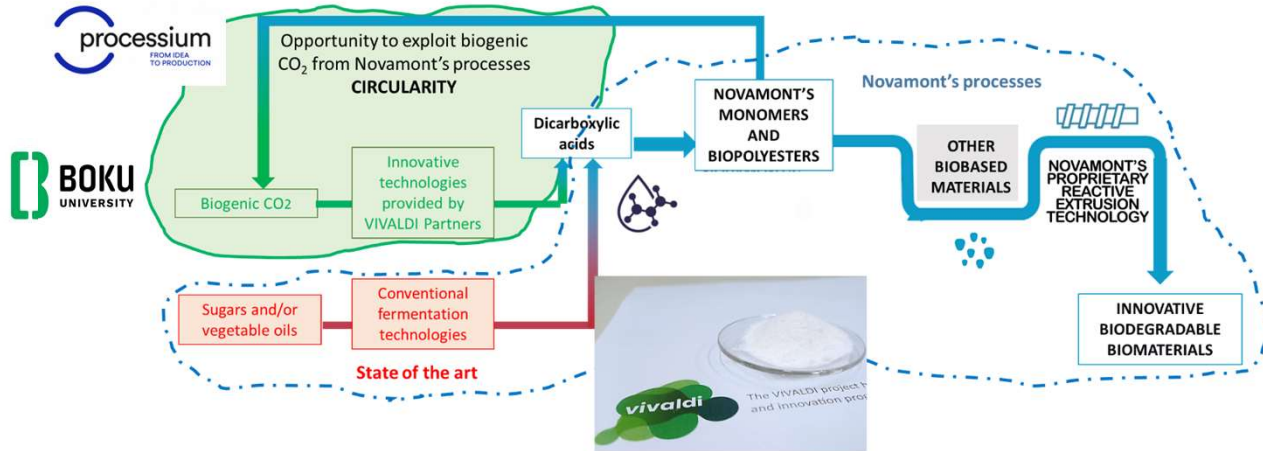 processium
FROM IDEA
TO PRODUCTION
Opportunity to exploit biogenic
CO2 from Novamont's processes
CIRCULARITY
Novamont's processes
BOKU
UNIVERSITY
Biogenic CO2
Innovative
technologies
provided by
VIVALDI Partners
Dicarboxylic
acids
NOVAMONT'S
MONOMERS
AND
BIOPOLYESTERS
OTHER
BIOBASED
MATERIALS
NOVAMONT'S
PROPRIETARY
REACTIVE
EXTRUSION
TECHNOLOGY
Sugars and/or
vegetable oils
Conventional
fermentation
technologies
State of the art
INNOVATIVE
BIODEGRADABLE
BIOMATERIALS
vivaldi
The VIVALDI project
and innovation